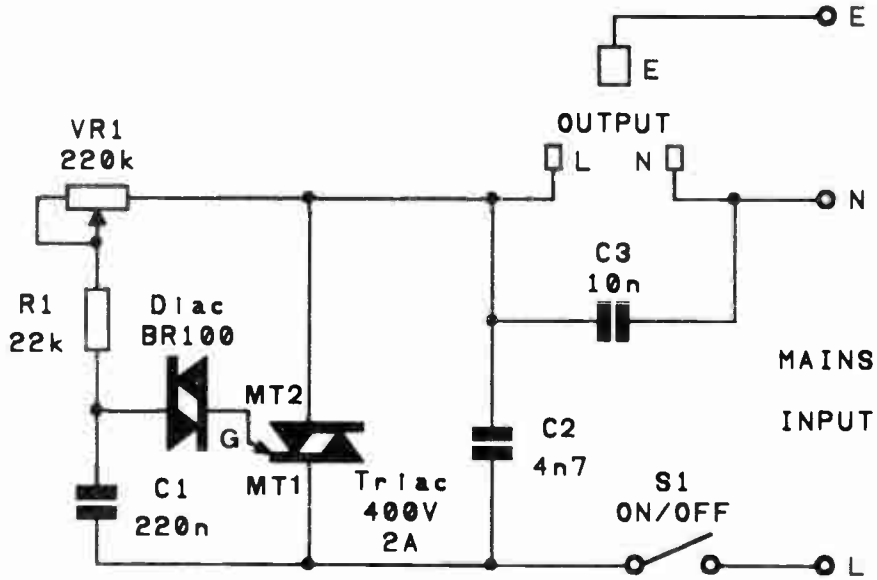 E
E
OUTPUT
L N
VR1
220k
N
C3
10n
R1
22k
Diac
BR100
MT2
G
MT1
MAINS
INPUT
C2
4n7
C1
220n
Triac
400V
2A
S1
ON/OFF
L